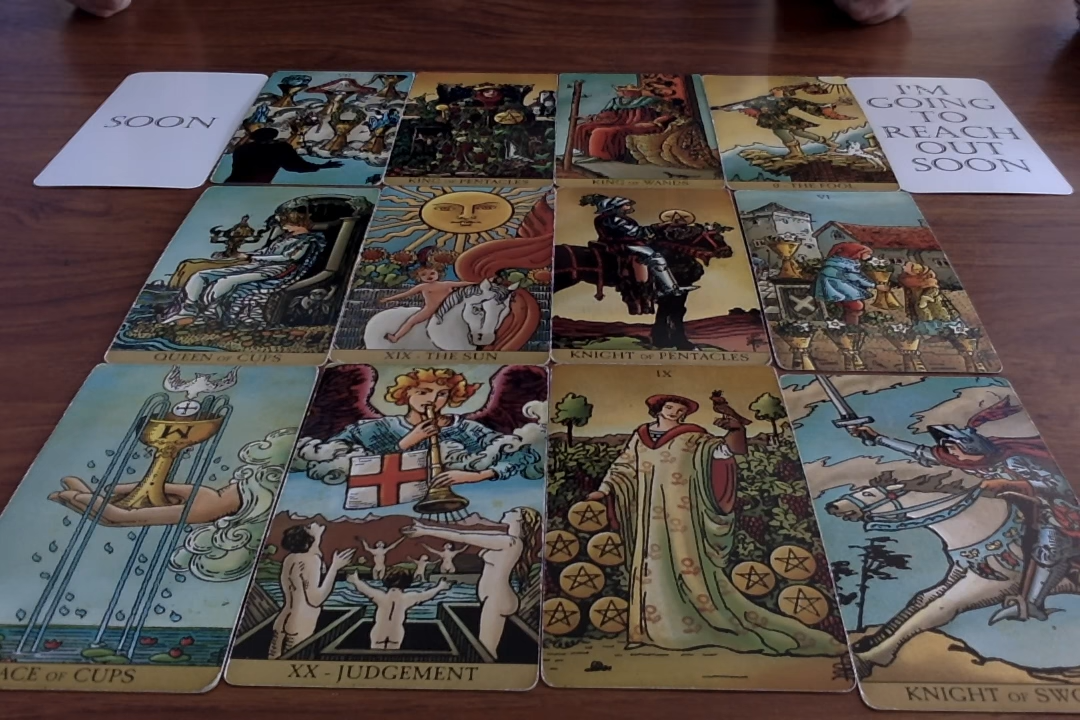 SOON
KING OF PENTACLES
KING OF WANDS
0 - THE FOOL
I'M
GOING
TO
REACH
OUT
SOON
QUEEN OF CUPS
XIX - THE SUN
KNIGHT OF PENTACLES
VI
ACE OF CUPS
XX - JUDGEMENT
IX
KNIGHT OF SWO